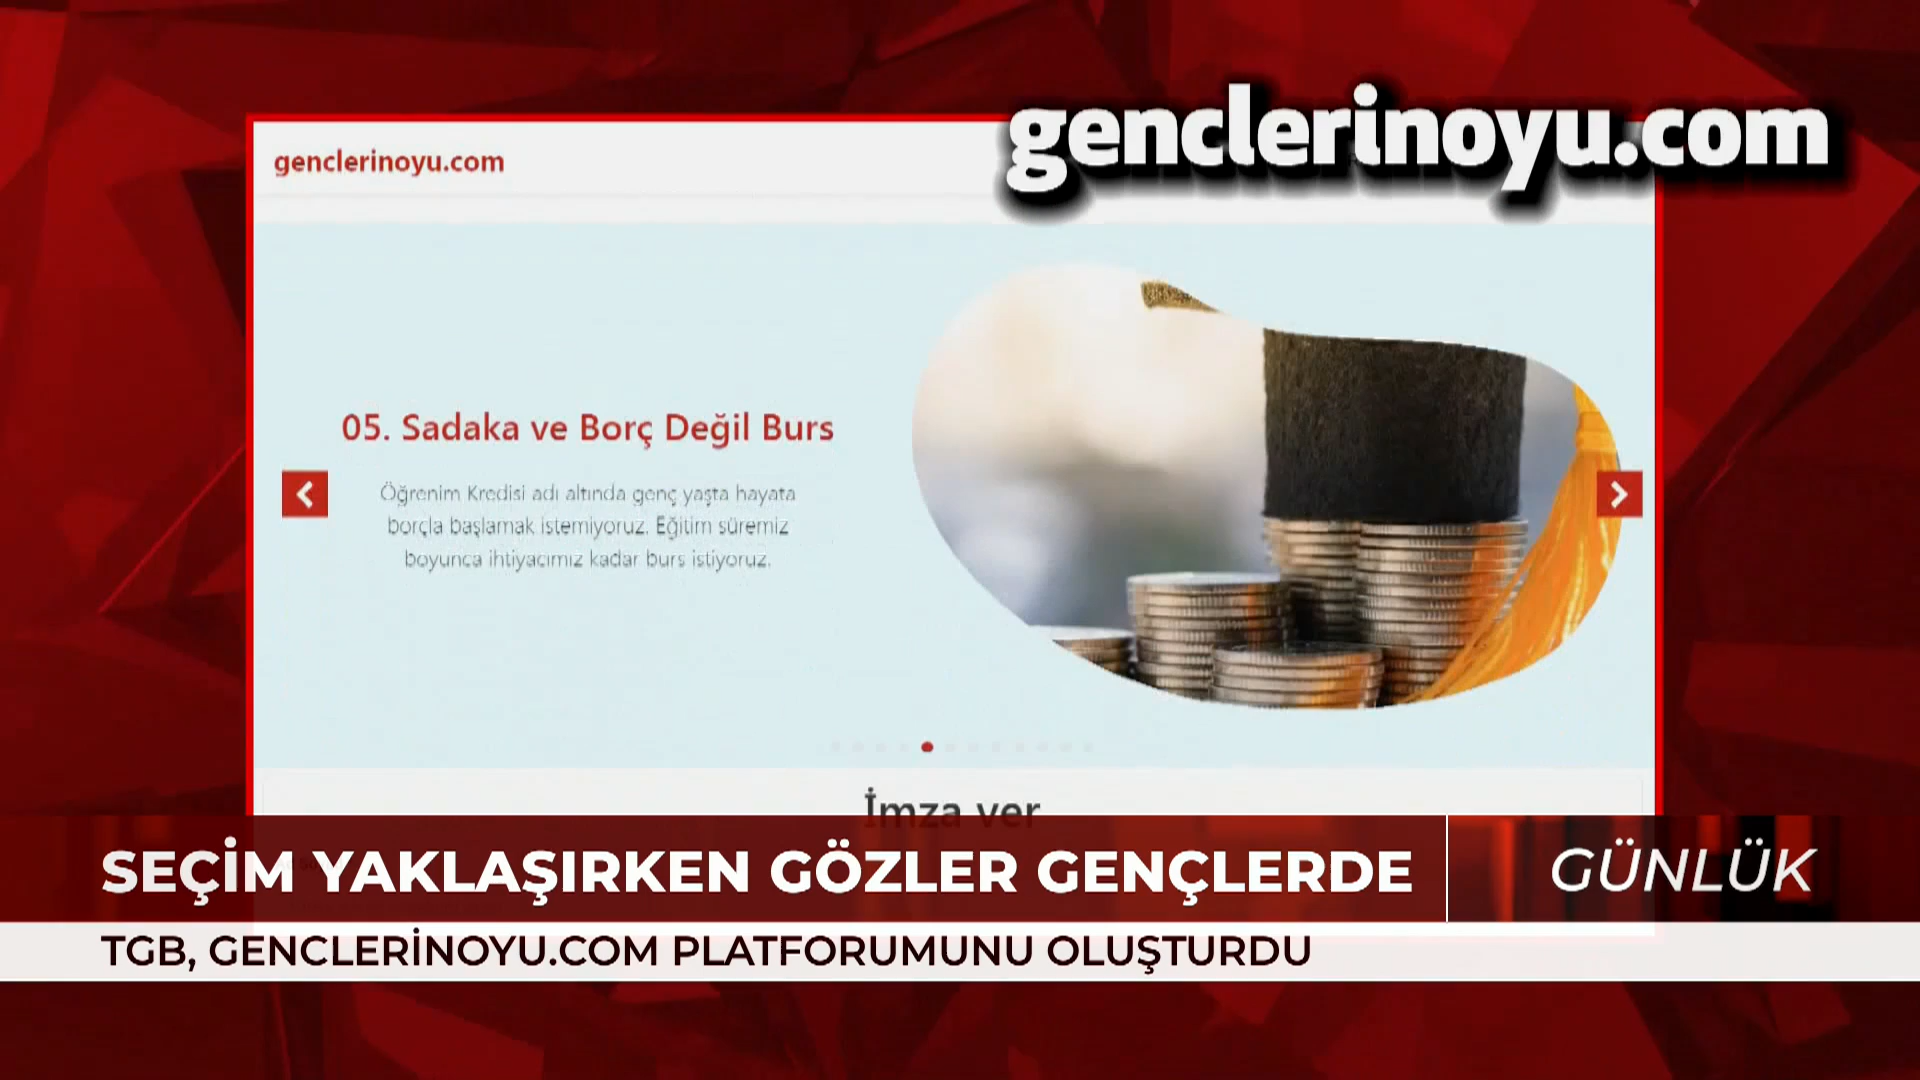 genclerinoyu.com
genclerinoyu.com
05. Sadaka ve Borç Değil Burs
Öğrenim Kredisi adı altında genç yaşta hayata
borçla başlamak istemiyoruz. Eğitim süremiz
boyunca ihtiyacımız kadar burs istiyoruz.
İmza ver
SEÇİM YAKLAŞIRKEN GÖZLER GENÇLERDE
GÜNLÜK
TGB, GENCLERİNOYU.COM PLATFORUMUNU OLUŞTURDU